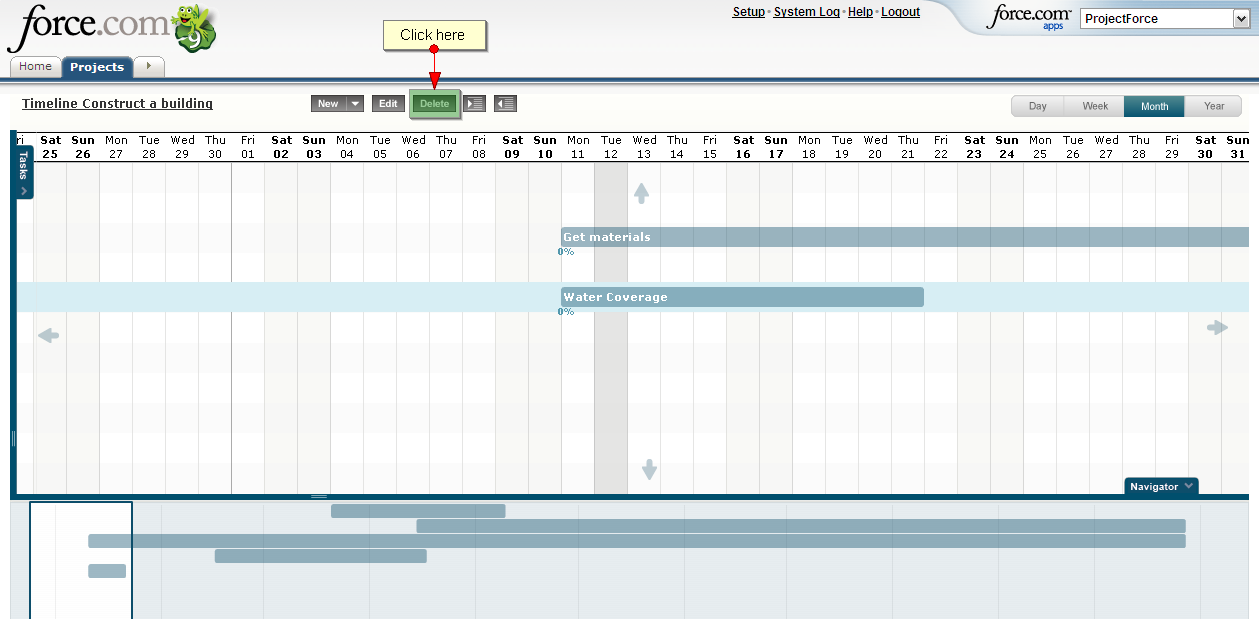 force.com
9
Click here
Setup · System Log · Help · Logout
force.com
apps
ProjectForce
Home Projects
Timeline Construct a building
New Edit Delete
Day Week Month Year
ri Sat Sun Mon Tue Wed Thu Fri Sat Sun Mon Tue Wed Thu Fri Sat Sun Mon Tue Wed Thu Fri Sat Sun Mon Tue Wed Thu Fri Sat Sun Mon Tue Wed Thu Fri Sat Sun
25 26 27 28 29 30 01 02 03 04 05 06 07 08 09 10 11 12 13 14 15 16 17 18 19 20 21 22 23 24 25 26 27 28 29 30 31
Tasks
Get materials
0%
Water Coverage
0%
Navigator